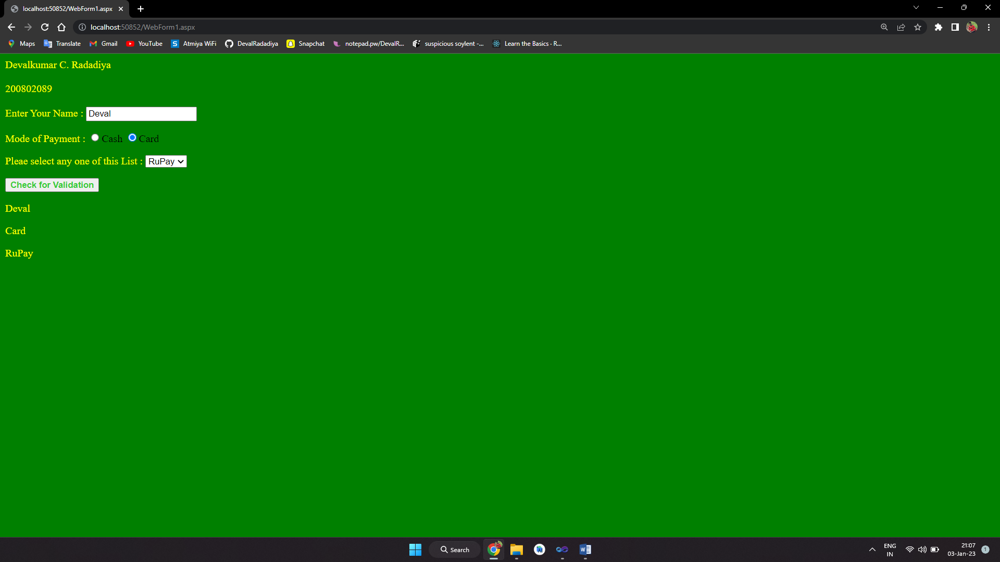 localhost:50852/WebForm1.aspx
localhost:50852/WebForm1.aspx
Maps Translate Gmail YouTube Atmiya WiFi DevalRadadiya Snapchat notepad.pw/DevalR... suspicious soylent -... Learn the Basics · R...
Devalkumar C. Radadiya
200802089
Enter Your Name : Deval
Mode of Payment : Cash Card
Pleae select any one of this List : RuPay
Check for Validation
Deval
Card
RuPay
Search
ENG
IN
21:07
03-Jan-23
1